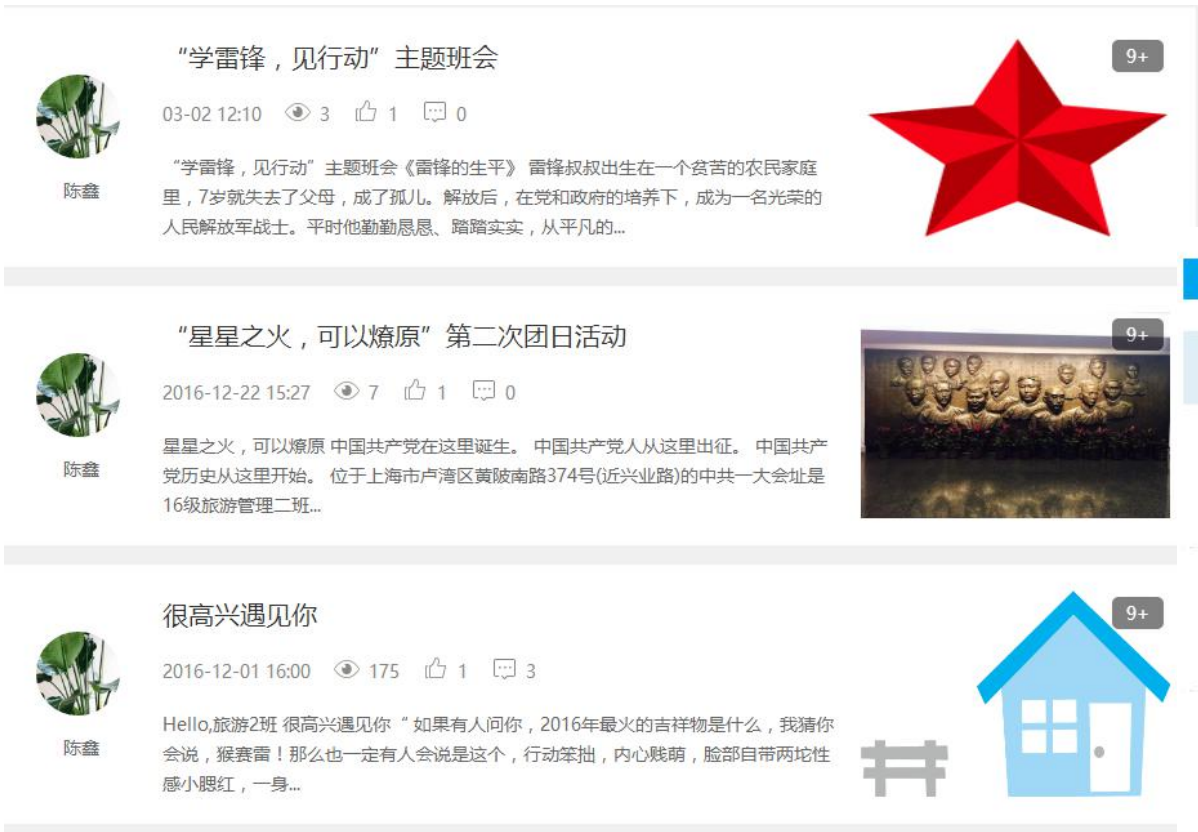 “学雷锋，见行动”主题班会
9+
03-02 12:10 3 1 0
“学雷锋，见行动”主题班会《雷锋的生平》 雷锋叔叔出生在一个贫苦的农民家庭
里，7岁就失去了父母，成了孤儿。解放后，在党和政府的培养下，成为一名光荣的
人民解放军战士。平时他勤勤恳恳、踏踏实实，从平凡的...
陈鑫
“星星之火，可以燎原”第二次团日活动
9+
2016-12-22 15:27 7 1 0
星星之火，可以燎原 中国共产党在这里诞生。 中国共产党人从这里出征。 中国共产
党历史从这里开始。 位于上海市卢湾区黄陂南路374号(近兴业路)的中共一大会址是
16级旅游管理二班...
陈鑫
很高兴遇见你
9+
2016-12-01 16:00 175 1 3
Hello,旅游2班 很高兴遇见你“ 如果有人问你，2016年最火的吉祥物是什么，我猜你
会说，猴赛雷！那么也一定有人会说是这个，行动笨拙，内心贱萌，脸部自带两坨性
感小腮红，一身...
陈鑫